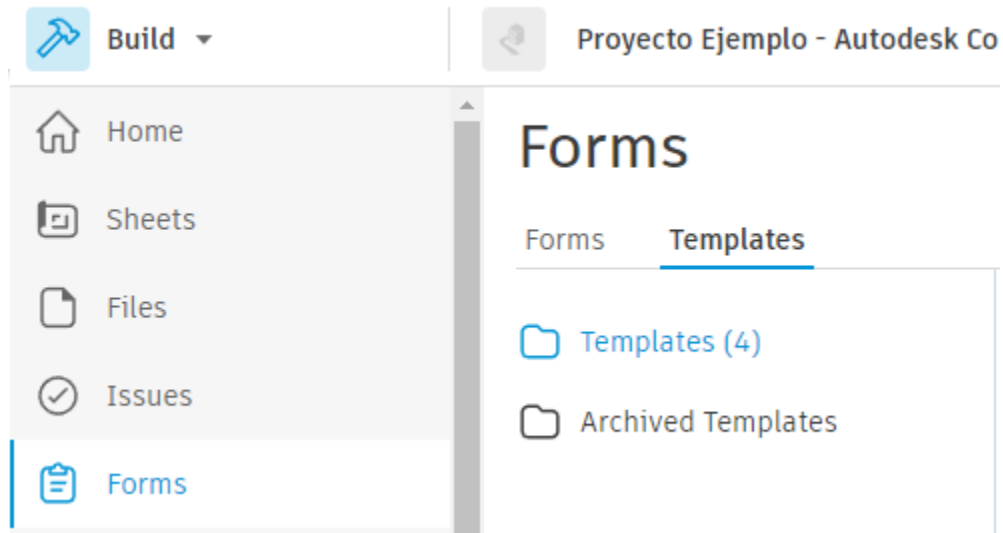 Build
Proyecto Ejemplo - Autodesk Co
Home
Sheets
Files
Issues
Forms
Forms
Forms
Templates
Templates (4)
Archived Templates